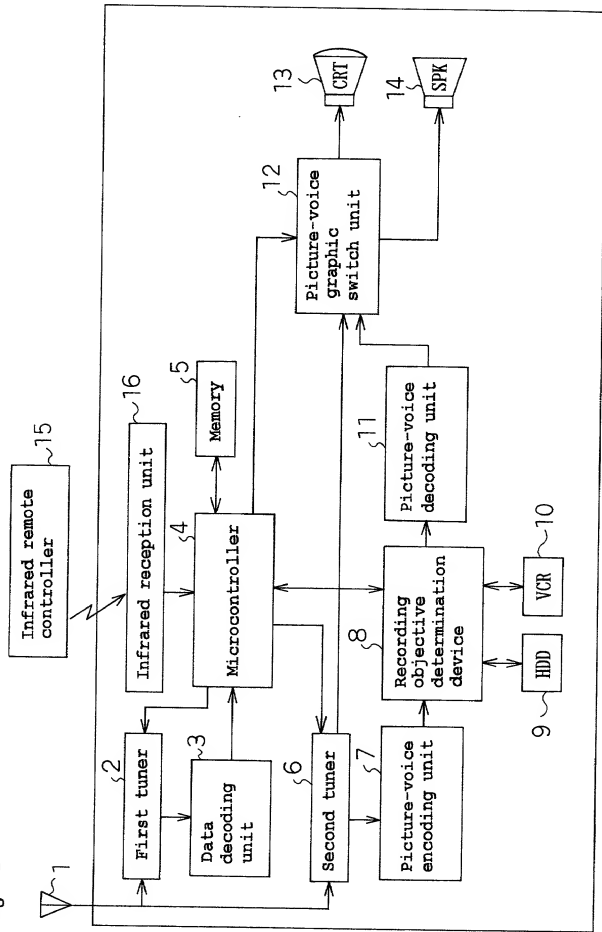 Infrared remote
controller
15
Infrared reception unit
16
1
First tuner
2
Data
decoding
unit
3
Microcontroller
4
Memory
5
Second tuner
6
Picture-voice
encoding unit
7
Recording
objective
determination
device
8
HDD
9
VCR
10
Picture-voice
decoding unit
11
Picture-voice
graphic
switch unit
12
CRT
13
SPK
14